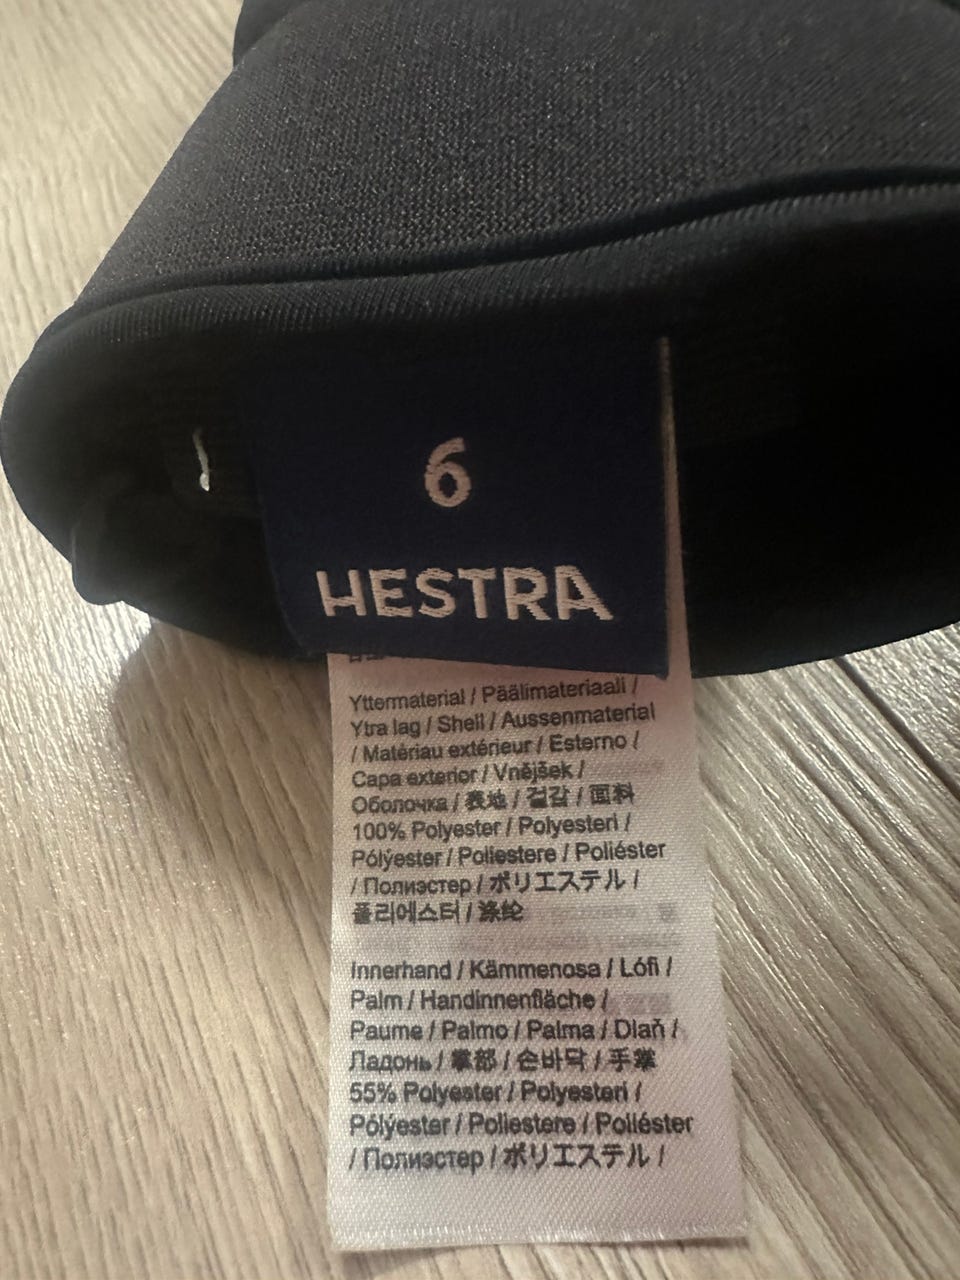 6
HESTRA
Yttermaterial / Päälimateriaali /
Ytra lag / Shell / Aussenmaterial
/ Matériau extérieur / Esterno /
Capa exterior / Vnějšek /
Оболочка / 表地 / 겉감 / 面料
100% Polyester / Polyesteri /
Pólýester / Poliestere / Poliéster
/ Полиэстер / ポリエステル /
폴리에스터 / 涤纶
Innerhand / Kämmenosa / Lófi /
Palm / Handinnenfläche /
Paume / Palmo / Palma / Dlaň /
Ладонь / 掌部 / 손바닥 / 手掌
55% Polyester / Polyesteri /
Pólýester / Poliestere / Poliéster
/ Полиэстер / ポリエステル /